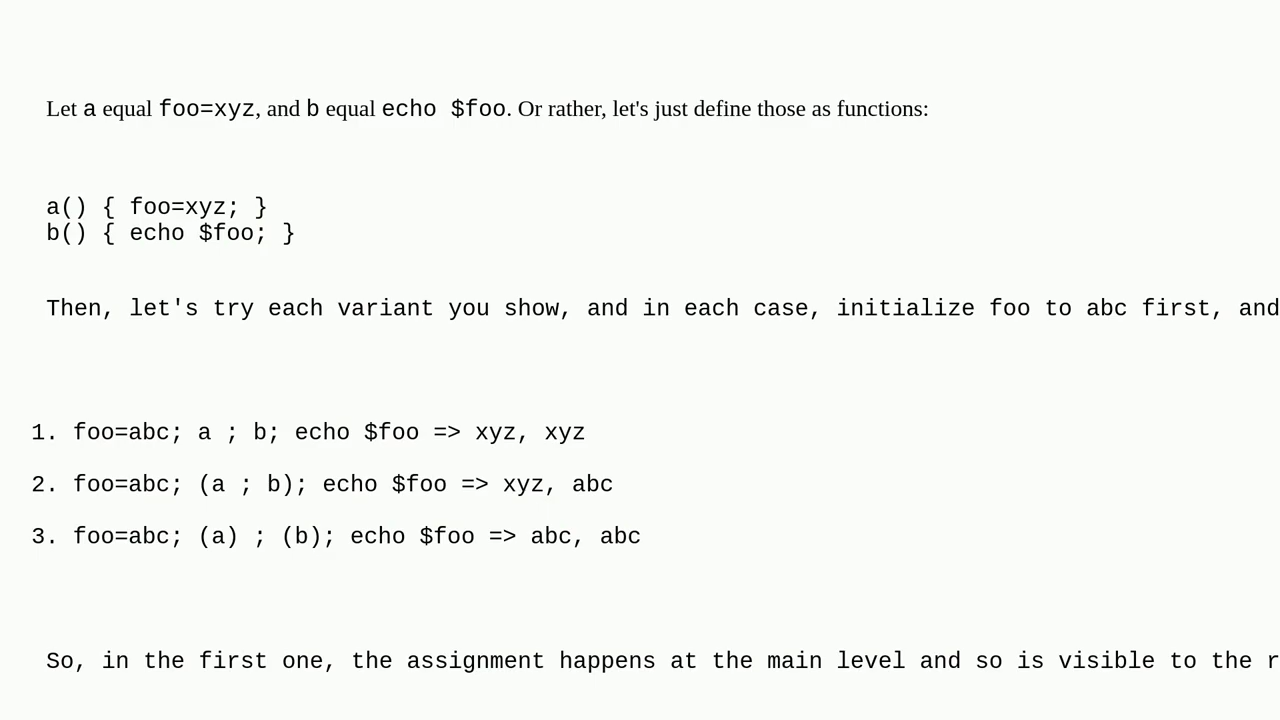 Let a equal foo=xyz, and b equal echo $foo. Or rather, let's just define those as functions:
a() { foo=xyz; }
b() { echo $foo; }
Then, let's try each variant you show, and in each case, initialize foo to abc first, and
1. foo=abc; a ; b; echo $foo => xyz, xyz
2. foo=abc; (a ; b); echo $foo => xyz, abc
3. foo=abc; (a) ; (b); echo $foo => abc, abc
So, in the first one, the assignment happens at the main level and so is visible to the